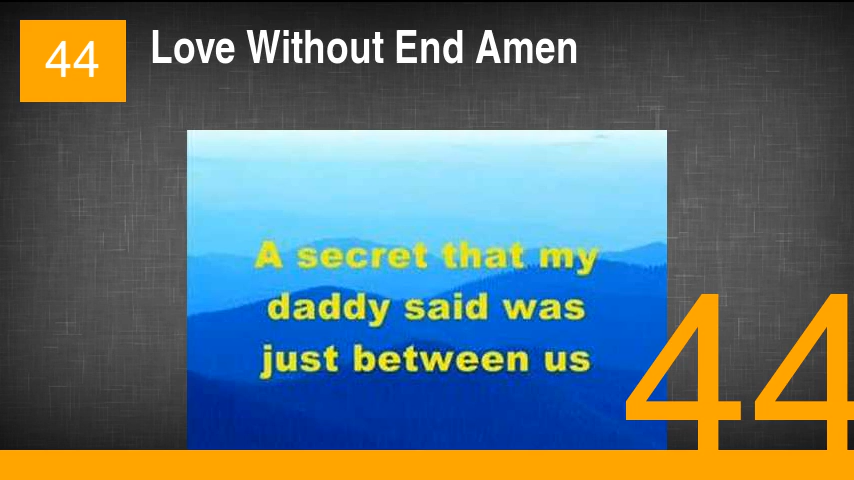 44
Love Without End Amen
A secret that my
daddy said was
just between us
44